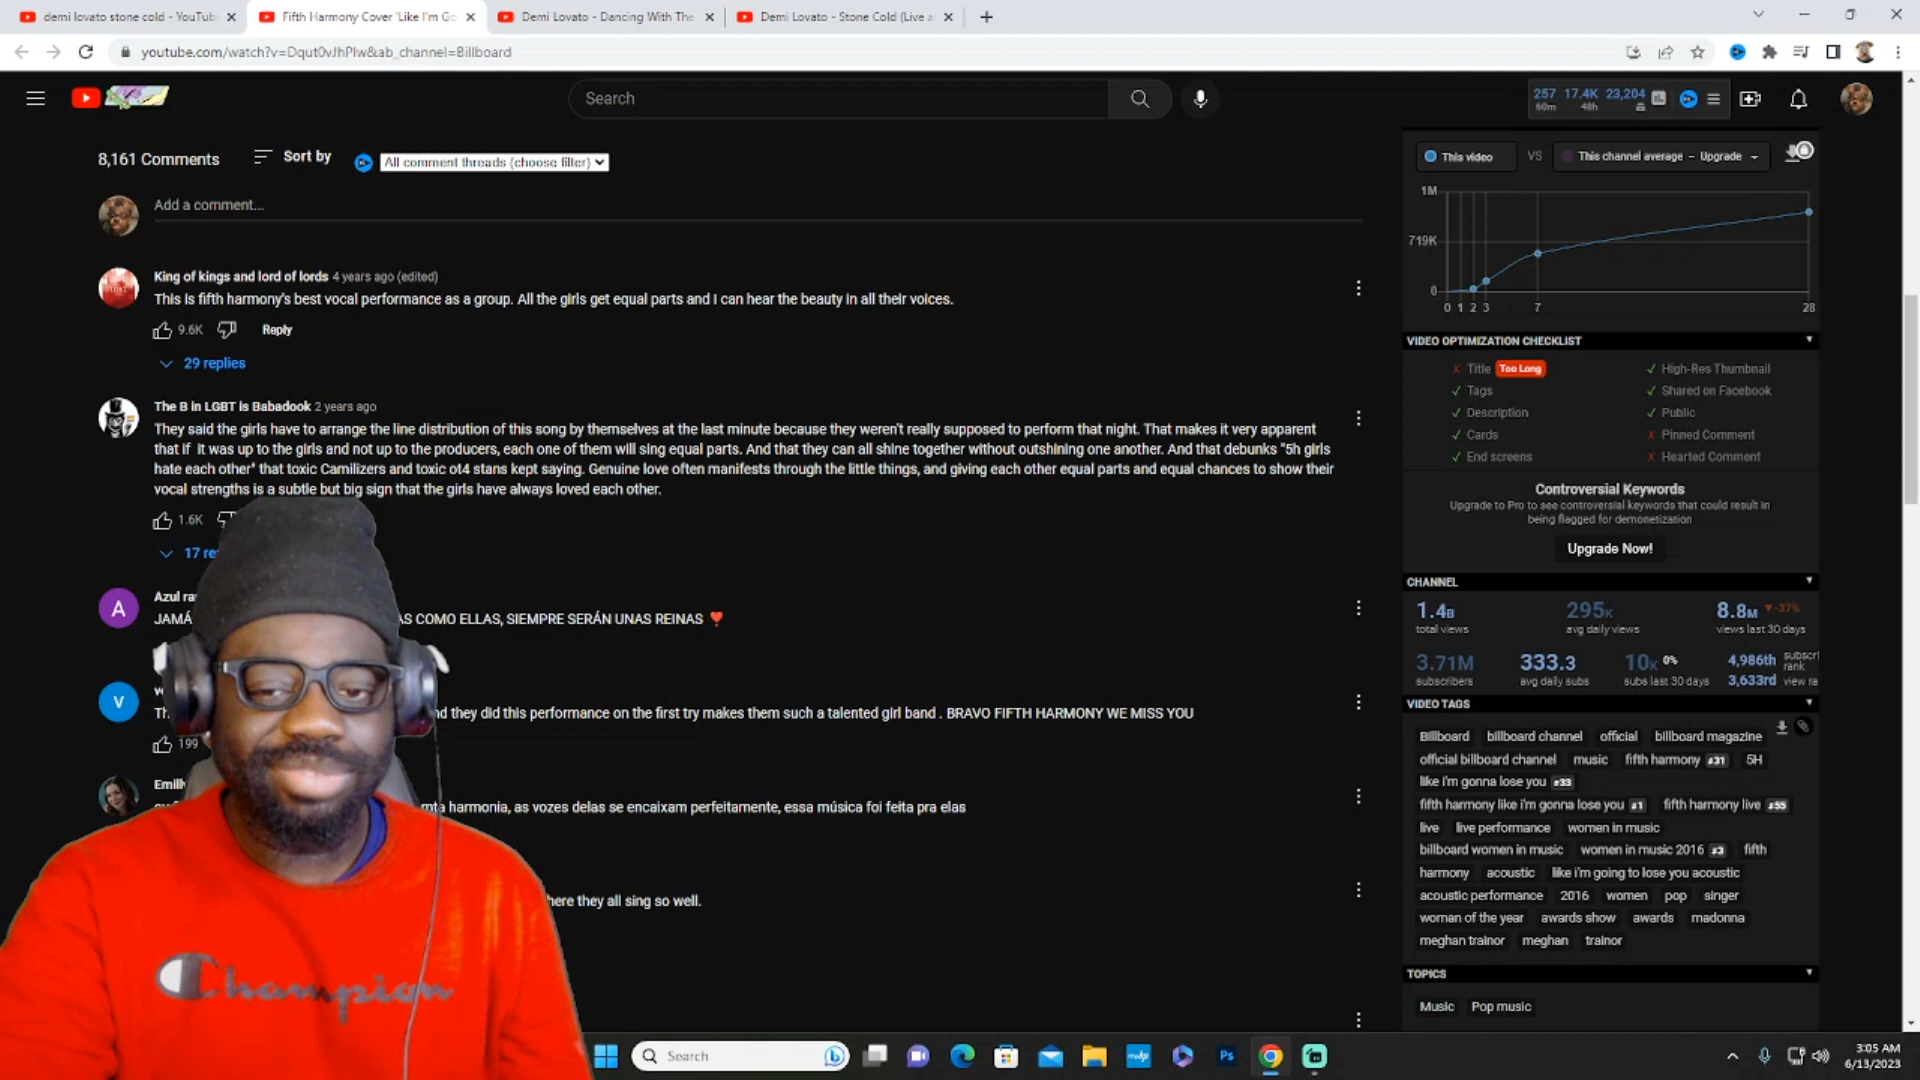 demi lovato stone cold - YouTub
Fifth Harmony Cover 'Like I'm Go
Demi Lovato - Dancing With The
Demi Lovato - Stone Cold (Live a
youtube.com/watch?v=Dqut0vJhPlw&ab_channel=Billboard
Search
257 17.4K 23,204
60m 48h
8,161 Comments
Sort by
All comment threads (choose filter)
Add a comment...
King of kings and lord of lords 4 years ago (edited)
This is fifth harmony's best vocal performance as a group. All the girls get equal parts and I can hear the beauty in all their voices.
9.6K Reply
29 replies
The B in LGBT is Babadook 2 years ago
They said the girls have to arrange the line distribution of this song by themselves at the last minute because they weren't really supposed to perform that night. That makes it very apparent
that if it was up to the girls and not up to the producers, each one of them will sing equal parts. And that they can all shine together without outshining one another. And that debunks "5h girls
hate each other" that toxic Camilizers and toxic ot4 stans kept saying. Genuine love often manifests through the little things, and giving each other equal parts and equal chances to show their
vocal strengths is a subtle but big sign that the girls have always loved each other.
1.6K
17 re
A
Azul ra
JAMÁ
AS COMO ELLAS, SIEMPRE SERÁN UNAS REINAS
V
ve
Th
nd they did this performance on the first try makes them such a talented girl band . BRAVO FIFTH HARMONY WE MISS YOU
199
Emilh
harmonia, as vozes delas se encaixam perfeitamente, essa música foi feita pra elas
here they all sing so well.
Champion
This video VS This channel average - Upgrade
1M
719K
0
0 1 2 3 7 28
VIDEO OPTIMIZATION CHECKLIST
Title Too Long
High-Res Thumbnail
Tags
Shared on Facebook
Description
Public
Cards
Pinned Comment
End screens
Hearted Comment
Controversial Keywords
Upgrade to Pro to see controversial keywords that could result in
being flagged for demonetization
Upgrade Now!
CHANNEL
1.4B 295K 8.8M -37%
total views avg daily views views last 30 days
3.71M 333.3 10K 0% 4,986th subscri
rank
subscribers avg daily subs subs last 30 days 3,633rd view ra
VIDEO TAGS
Billboard billboard channel official billboard magazine
official billboard channel music fifth harmony #31 5H
like i'm gonna lose you #33
fifth harmony like i'm gonna lose you #1 fifth harmony live #55
live live performance women in music
billboard women in music women in music 2016 #3 fifth
harmony acoustic like i'm going to lose you acoustic
acoustic performance 2016 women pop singer
woman of the year awards show awards madonna
meghan trainor meghan trainor
TOPICS
Music Pop music
Search
Ps
3:05 AM
6/13/2023